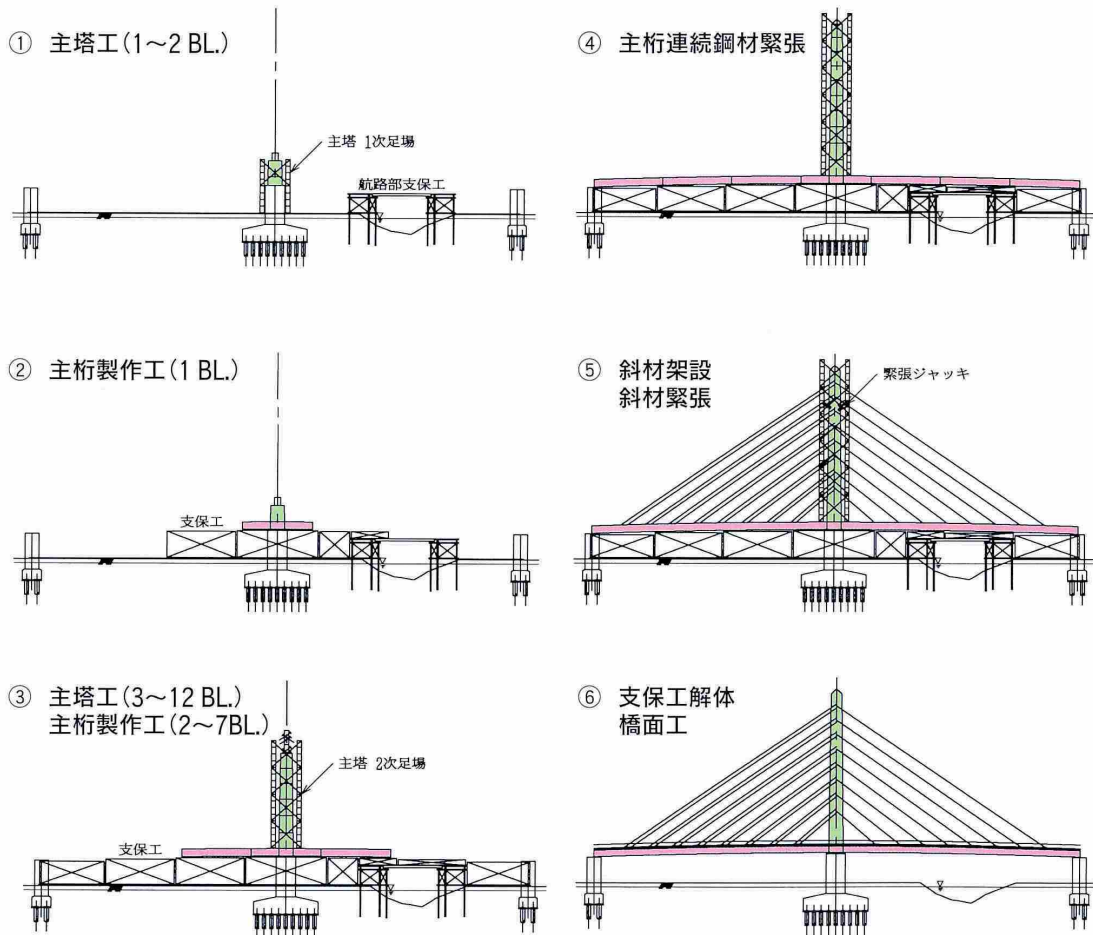 ① 主塔工(1～2 BL.)
主塔 1次足場
航路部支保工
② 主桁製作工(1 BL.)
支保工
③ 主塔工(3～12 BL.)
主桁製作工(2～7BL.)
主塔 2次足場
支保工
④ 主桁連続鋼材緊張
⑤ 斜材架設
斜材緊張
緊張ジャッキ
⑥ 支保工解体
橋面工